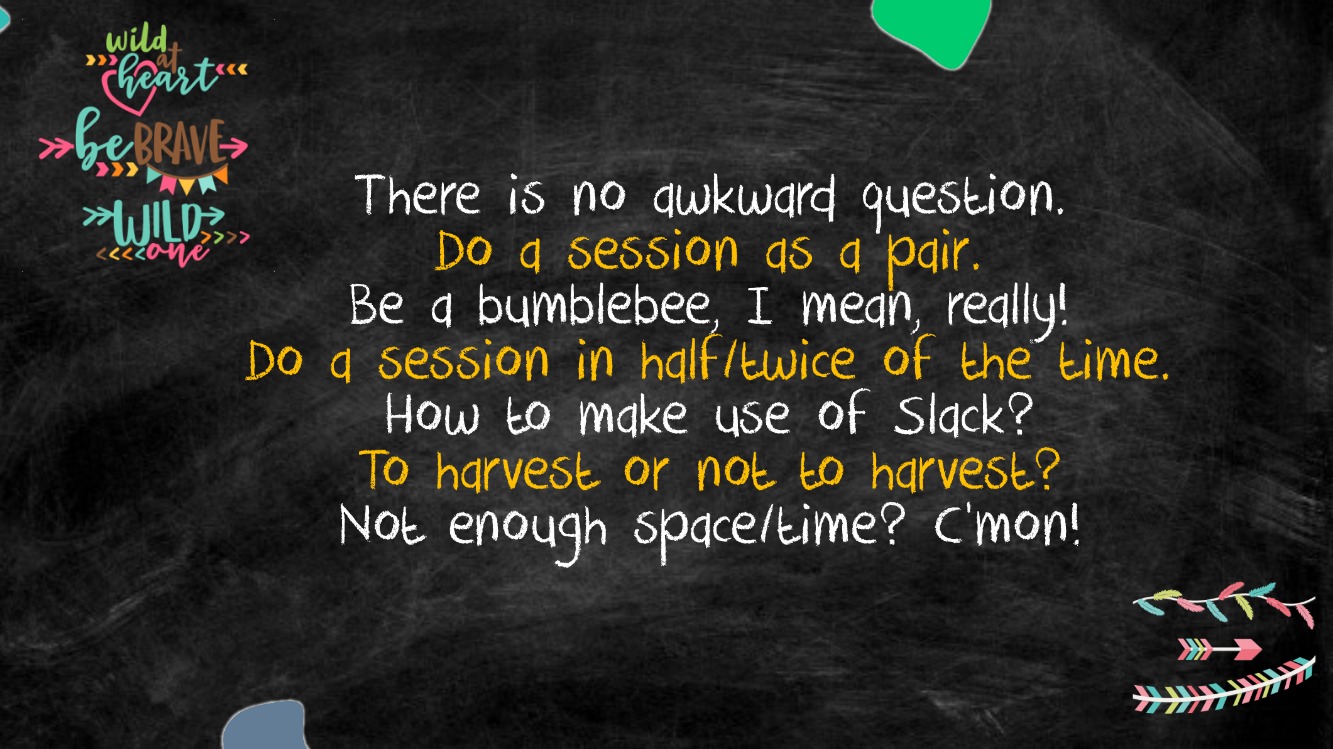 wild
at
heart
be BRAVE
WILD
one
There is no awkward question.
Do a session as a pair.
Be a bumblebee, I mean, really!
Do a session in half/twice of the time.
How to make use of Slack?
To harvest or not to harvest?
Not enough space/time? C'mon!